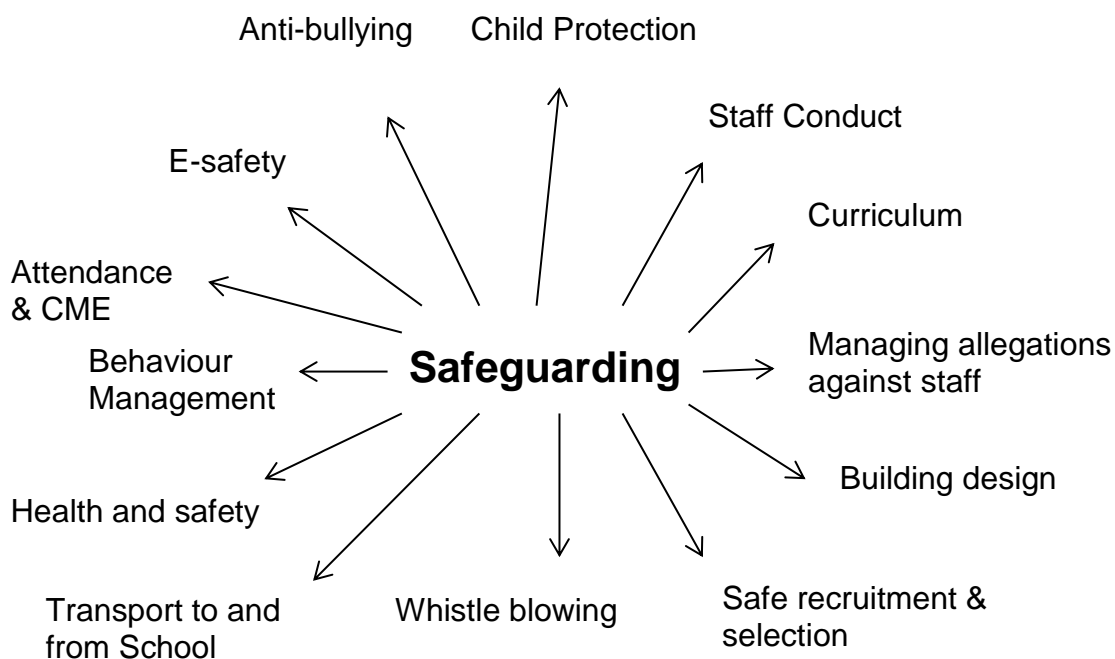 Anti-bullying
Child Protection
Staff Conduct
E-safety
Curriculum
Attendance
& CME
Behaviour
Management
Safeguarding
Managing allegations
against staff
Building design
Health and safety
Transport to and
from School
Whistle blowing
Safe recruitment &
selection